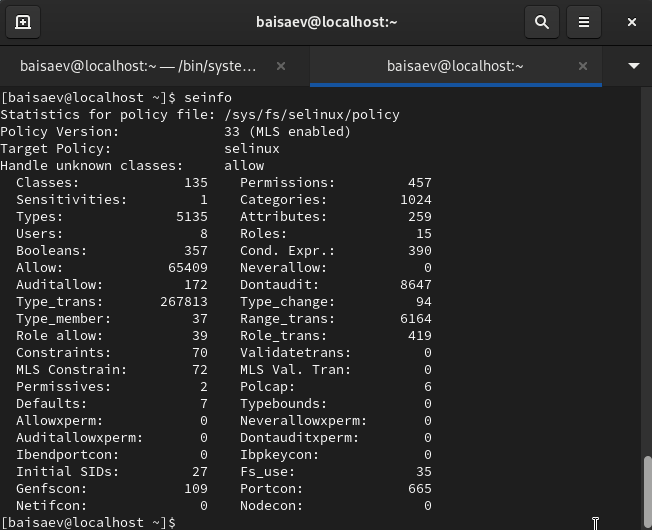 baisaev@localhost:~
baisaev@localhost:~ — /bin/syste...
baisaev@localhost:~
[baisaev@localhost ~]$ seinfo
Statistics for policy file: /sys/fs/selinux/policy
Policy Version:             33 (MLS enabled)
Target Policy:              selinux
Handle unknown classes:     allow
  Classes:             135    Permissions:         457
  Sensitivities:         1    Categories:         1024
  Types:              5135    Attributes:          259
  Users:                 8    Roles:                15
  Booleans:            357    Cond. Expr.:         390
  Allow:             65409    Neverallow:            0
  Auditallow:          172    Dontaudit:          8647
  Type_trans:       267813    Type_change:          94
  Type_member:          37    Range_trans:        6164
  Role allow:           39    Role_trans:          419
  Constraints:          70    Validatetrans:         0
  MLS Constrain:        72    MLS Val. Tran:         0
  Permissives:           2    Polcap:                6
  Defaults:              7    Typebounds:            0
  Allowxperm:            0    Neverallowxperm:       0
  Auditallowxperm:       0    Dontauditxperm:        0
  Ibendportcon:          0    Ibpkeycon:             0
  Initial SIDs:         27    Fs_use:               35
  Genfscon:            109    Portcon:             665
  Netifcon:              0    Nodecon:               0
[baisaev@localhost ~]$